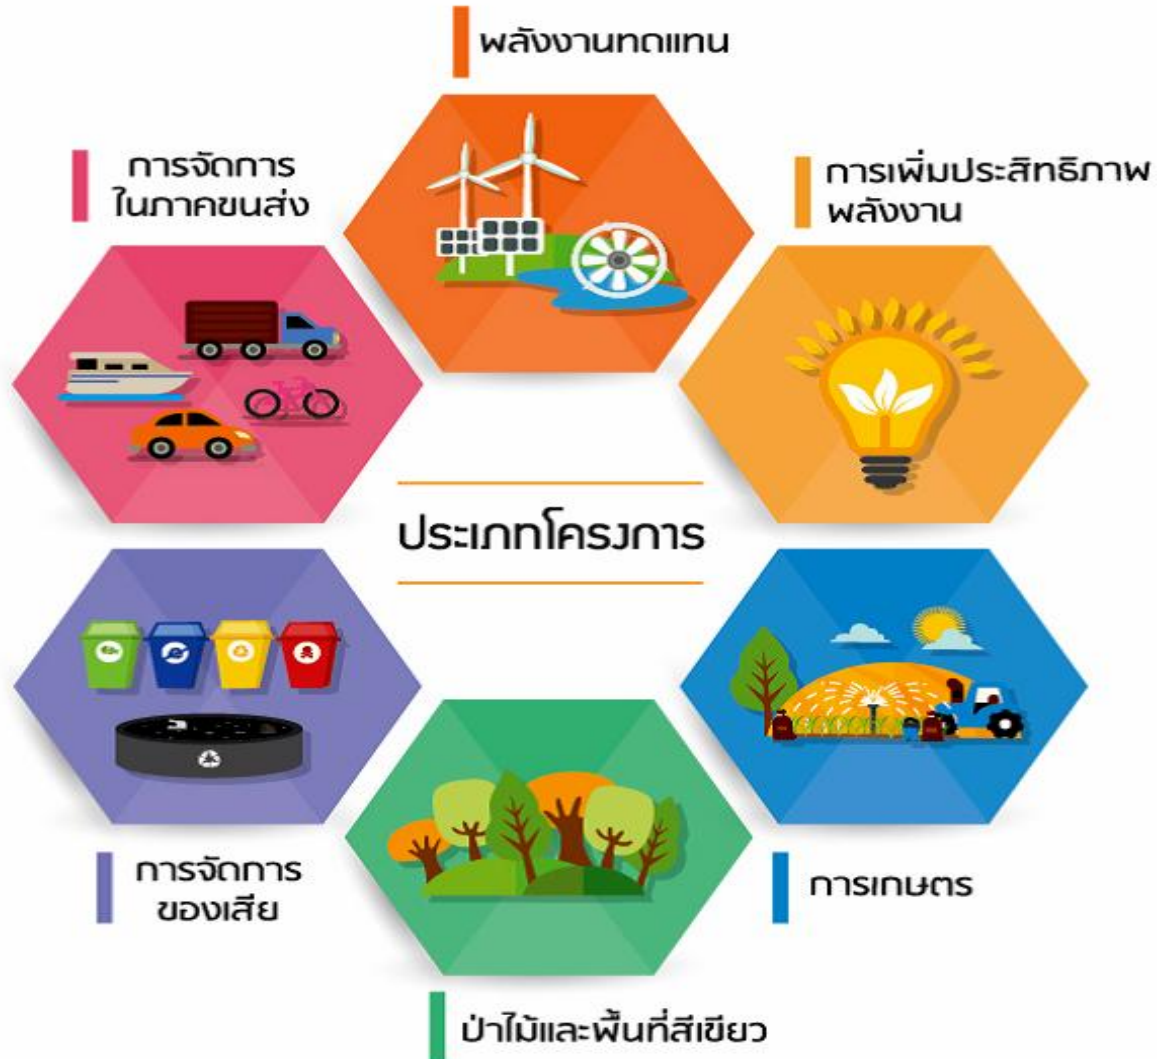 พลังงานทดแทน
การจัดการ
ในภาคขนส่ง
การเพิ่มประสิทธิภาพ
พลังงาน
ประเภทโครงการ
การจัดการ
ของเสีย
การเกษตร
ป่าไม้และพื้นที่สีเขียว